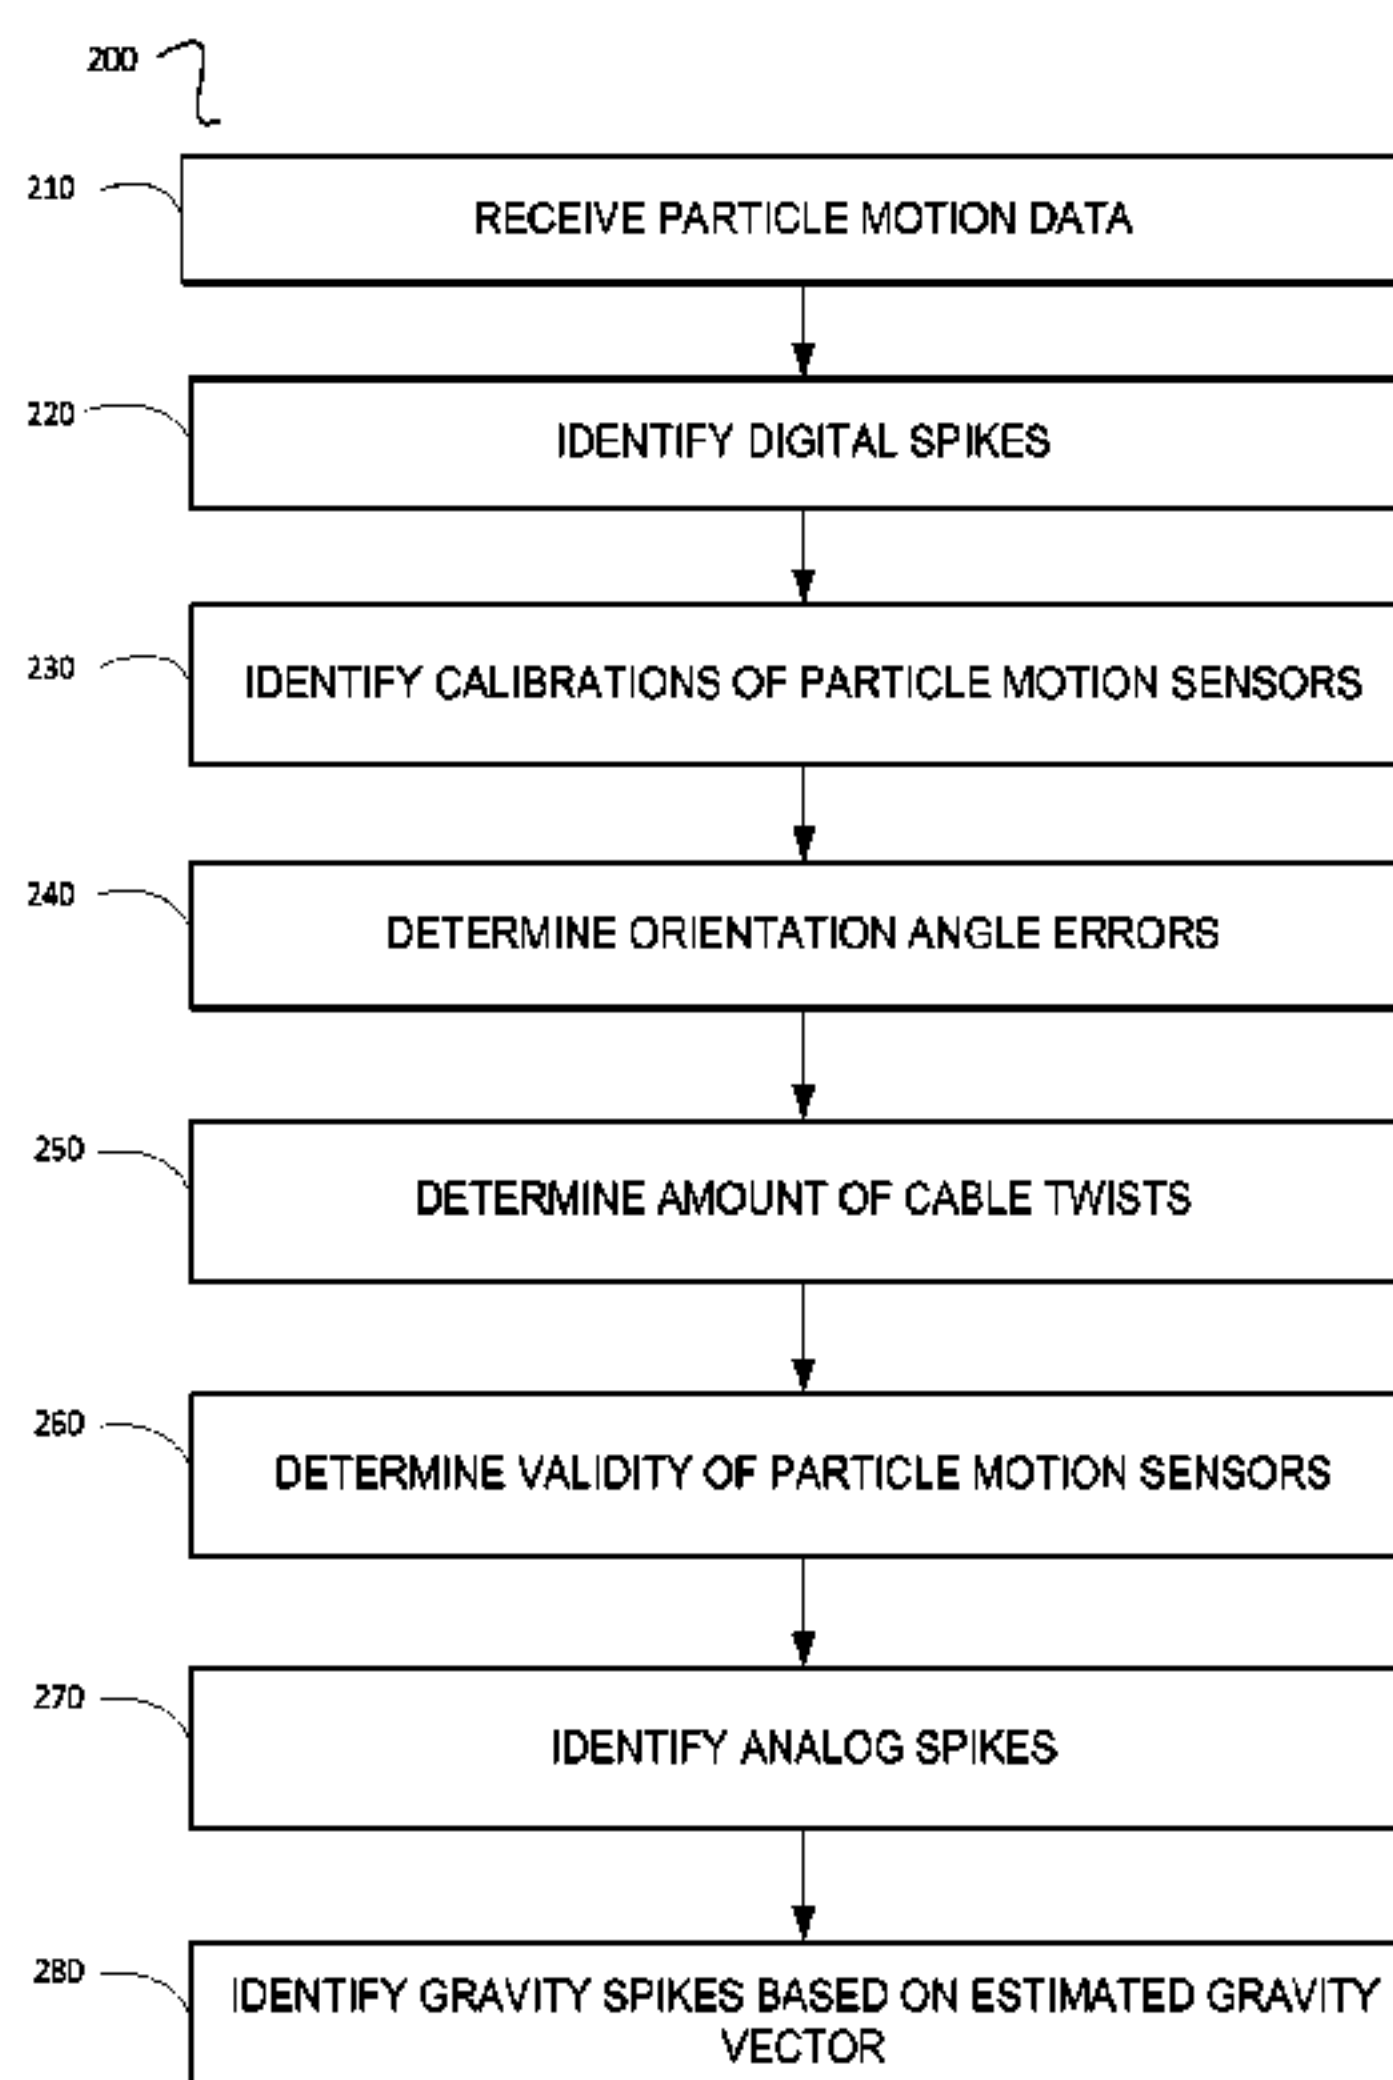 200
210
RECEIVE PARTICLE MOTION DATA
220
IDENTIFY DIGITAL SPIKES
230
IDENTIFY CALIBRATIONS OF PARTICLE MOTION SENSORS
240
DETERMINE ORIENTATION ANGLE ERRORS
250
DETERMINE AMOUNT OF CABLE TWISTS
260
DETERMINE VALIDITY OF PARTICLE MOTION SENSORS
270
IDENTIFY ANALOG SPIKES
280
IDENTIFY GRAVITY SPIKES BASED ON ESTIMATED GRAVITY
VECTOR